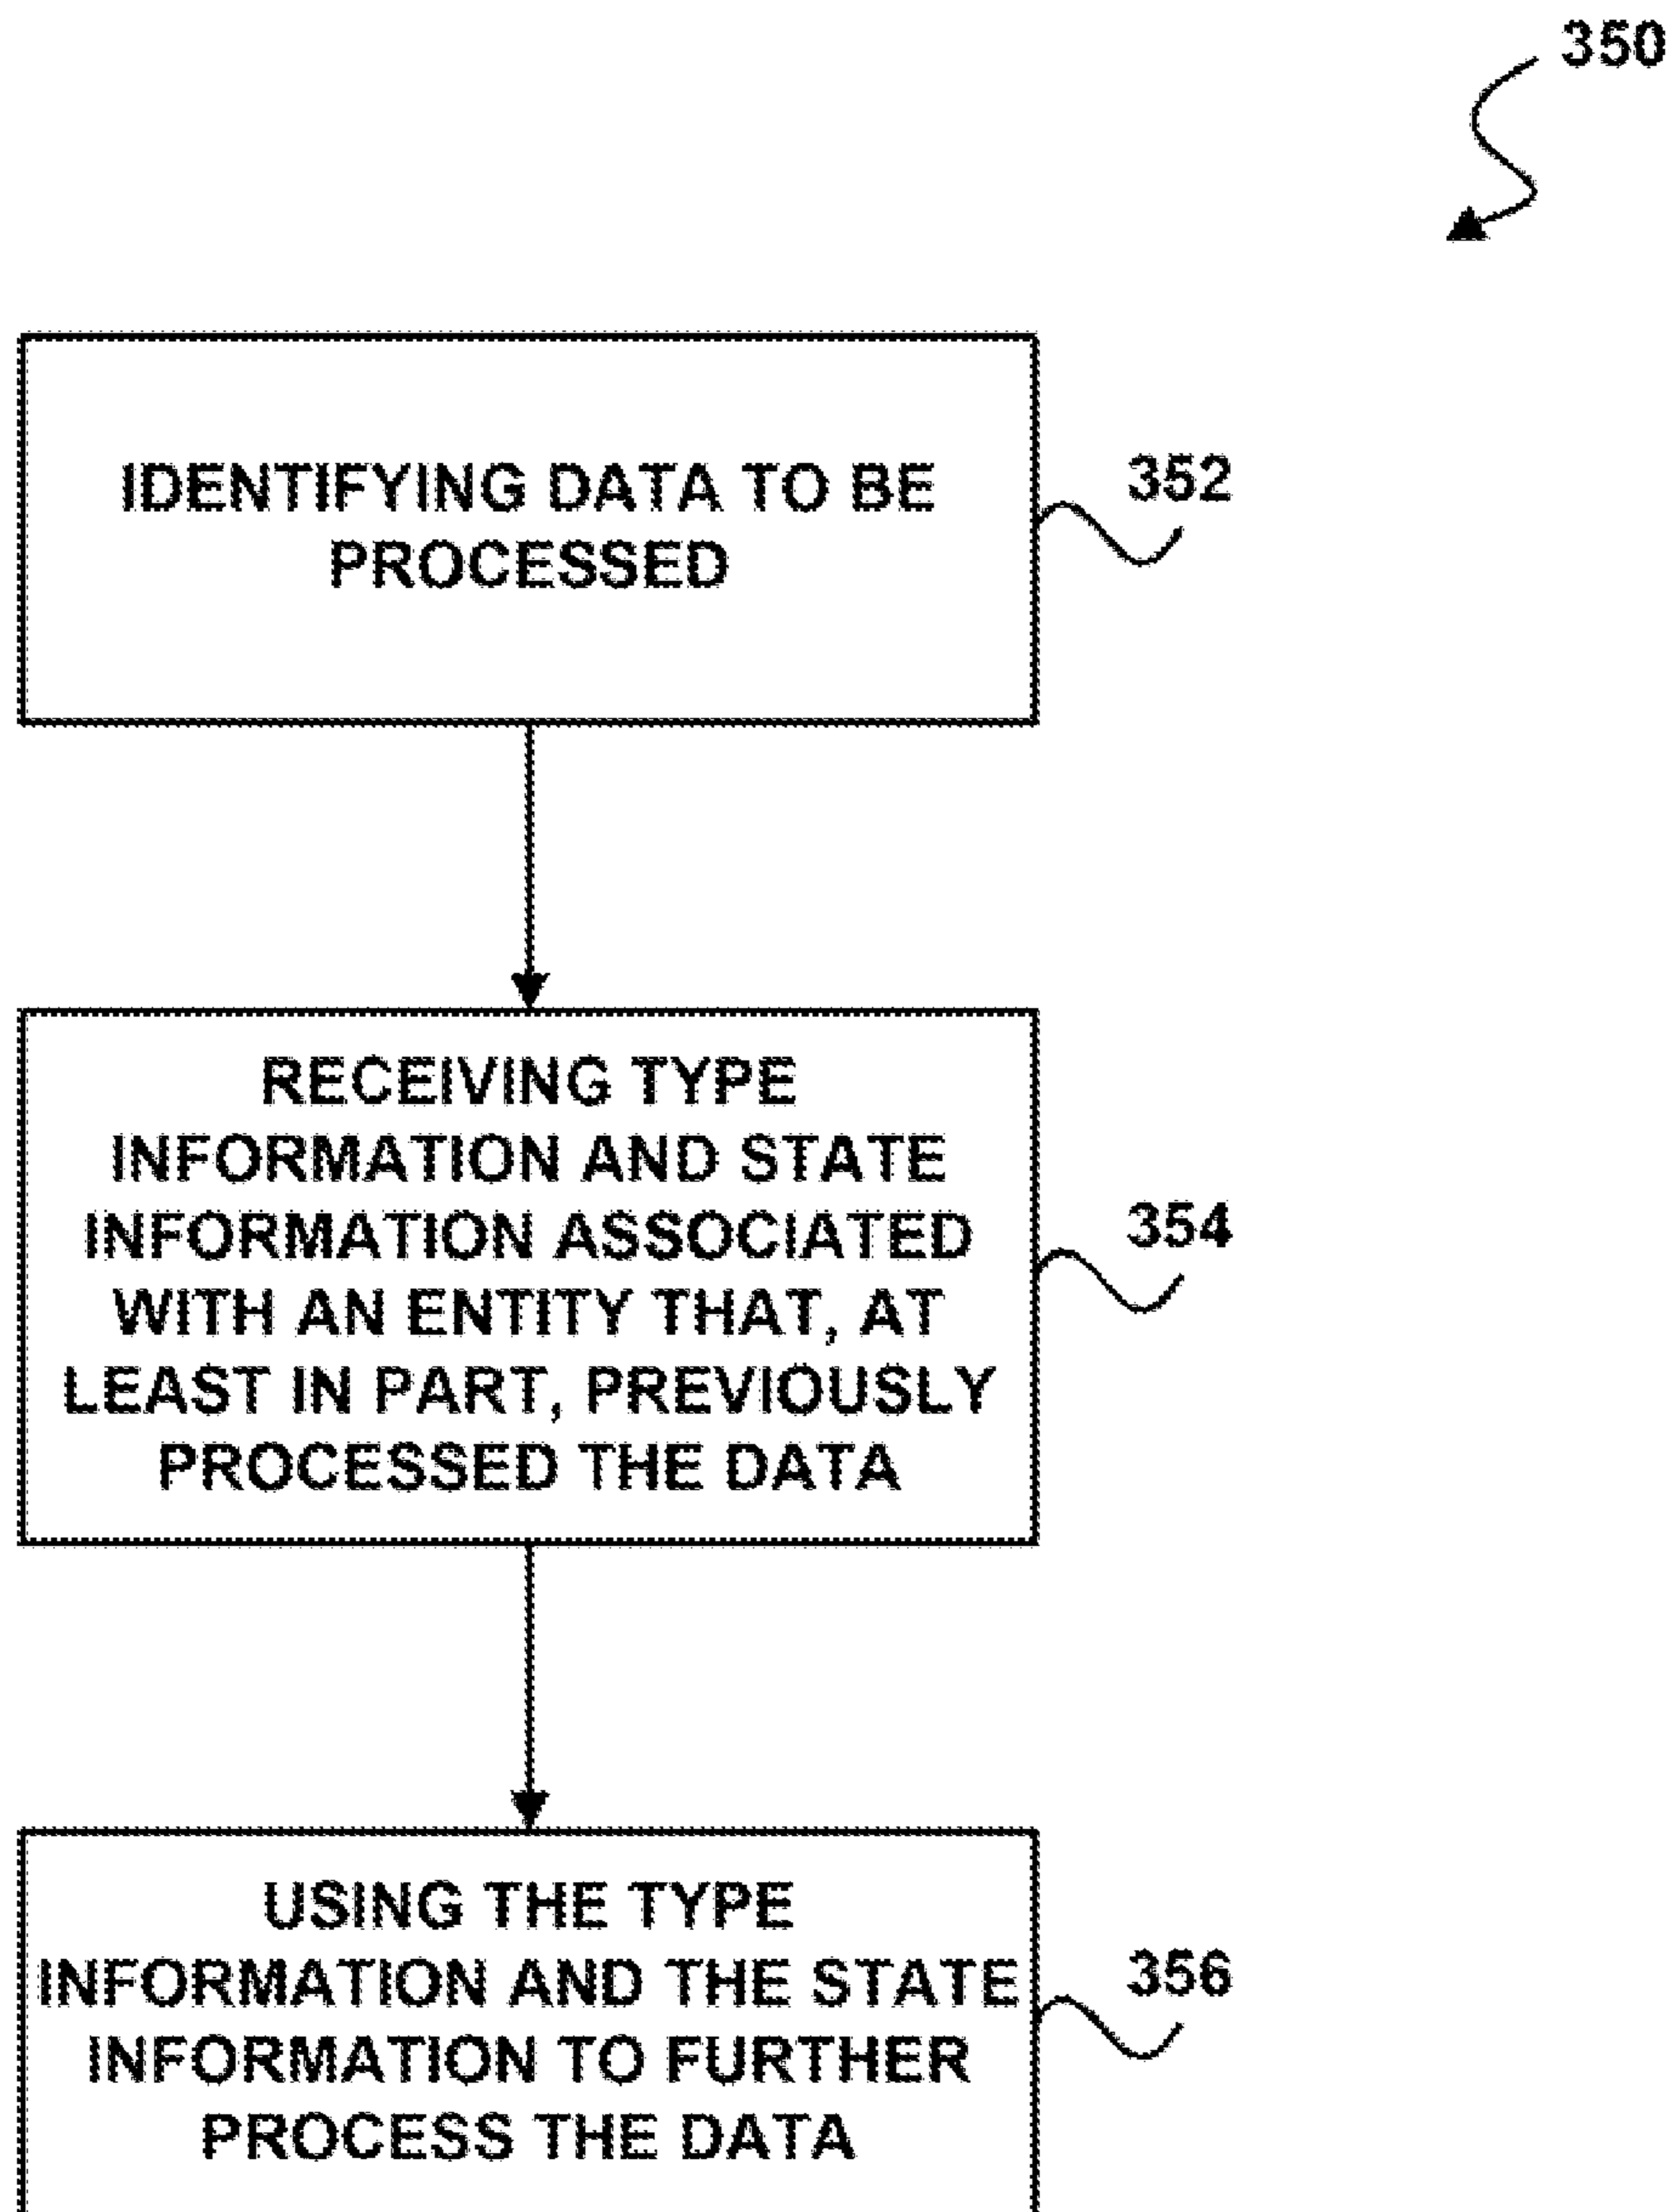 350
IDENTIFYING DATA TO BE
PROCESSED
352
RECEIVING TYPE
INFORMATION AND STATE
INFORMATION ASSOCIATED
WITH AN ENTITY THAT, AT
LEAST IN PART, PREVIOUSLY
PROCESSED THE DATA
354
USING THE TYPE
INFORMATION AND THE STATE
INFORMATION TO FURTHER
PROCESS THE DATA
356